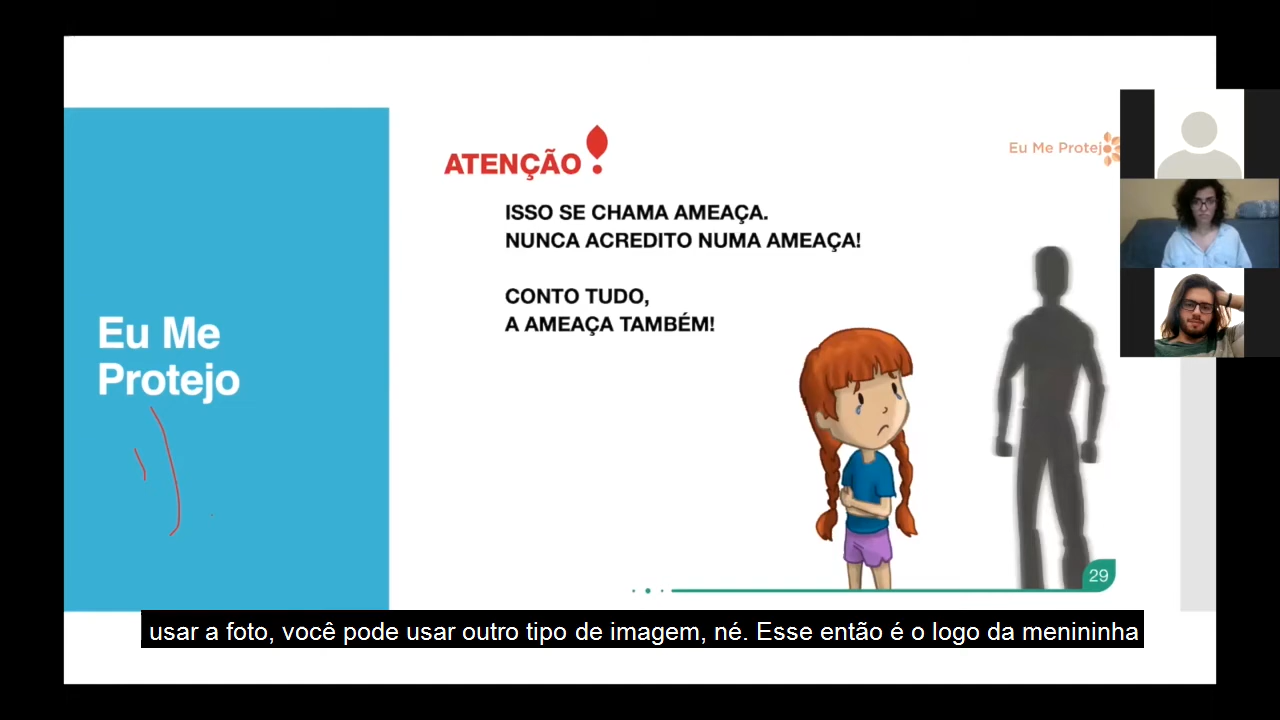 ATENÇÃO!
Eu Me Protejo
ISSO SE CHAMA AMEAÇA.
NUNCA ACREDITO NUMA AMEAÇA!
CONTO TUDO,
A AMEAÇA TAMBÉM!
Eu Me
Protejo
29
usar a foto, você pode usar outro tipo de imagem, né. Esse então é o logo da menininha